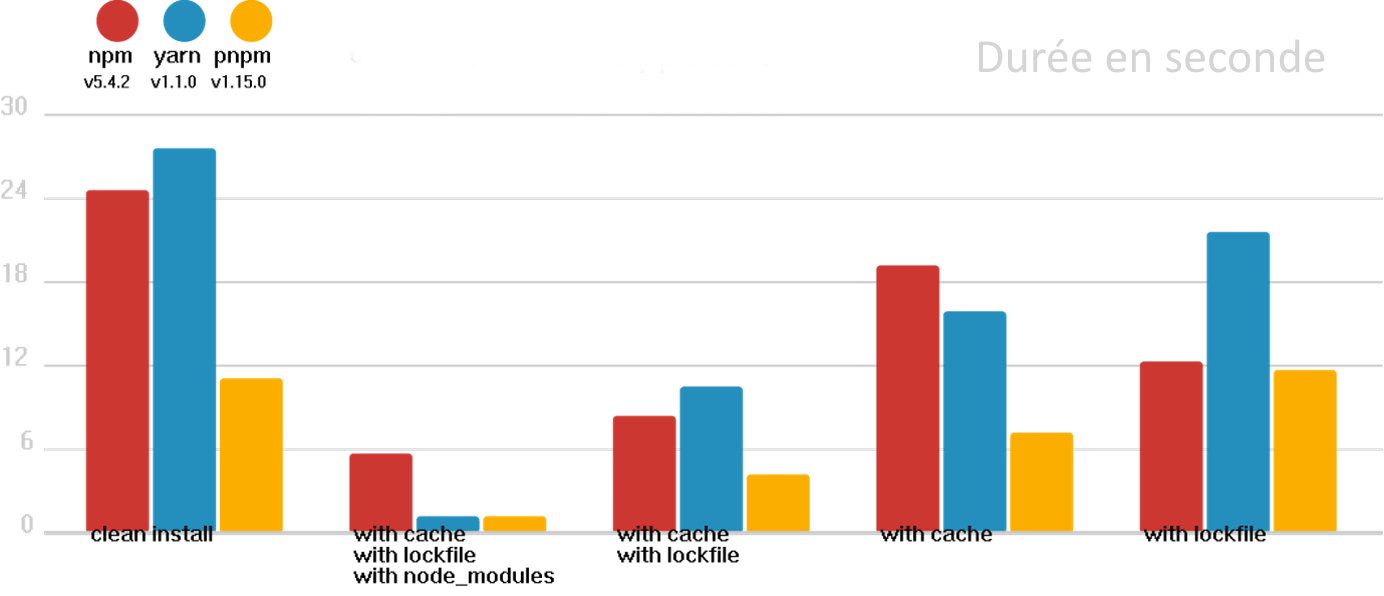 npm yarn pnpm
v5.4.2 v1.1.0 v1.15.0
Durée en seconde
30
24
18
12
6
0
clean install
with cache
with lockfile
with node_modules
with cache
with lockfile
with cache
with lockfile